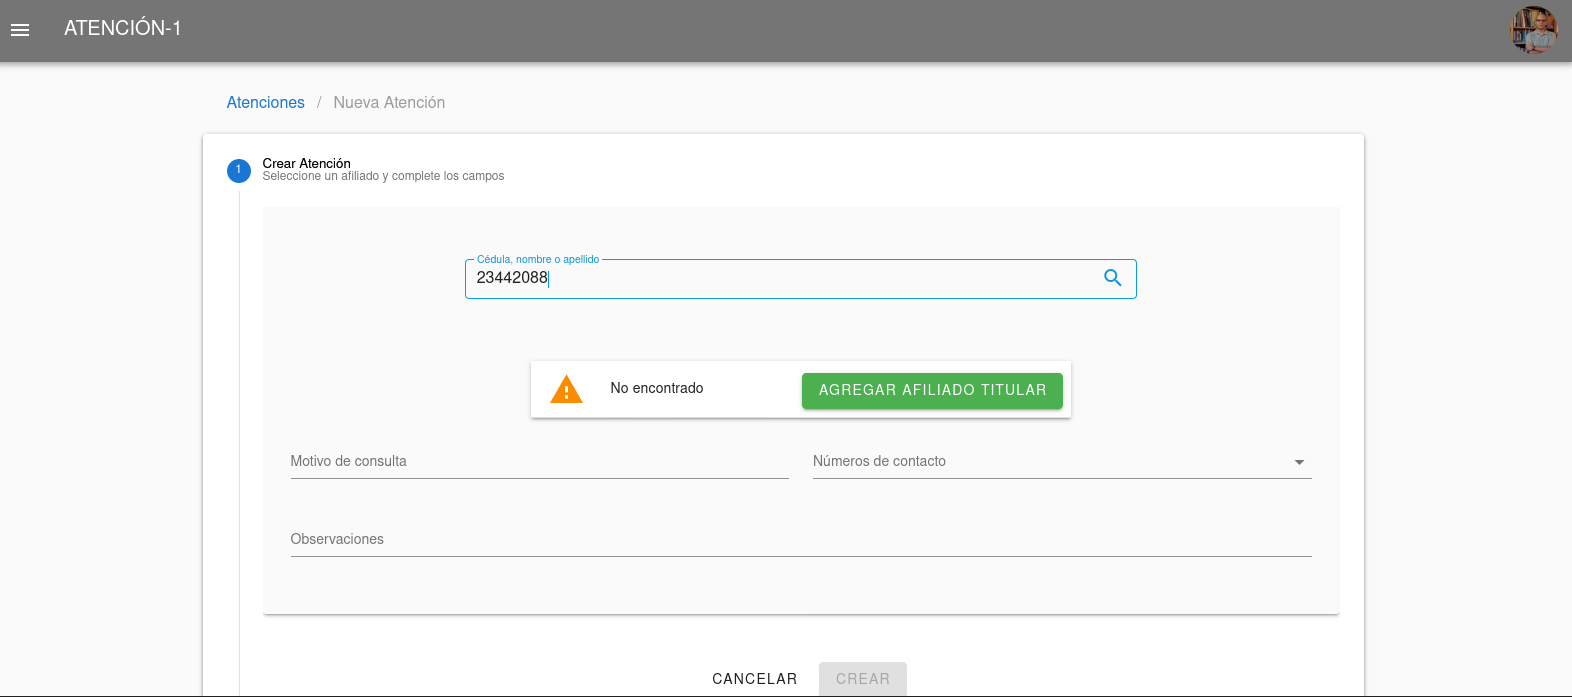 ATENCIÓN-1
Atenciones / Nueva Atención
1 Crear Atención
Seleccione un afiliado y complete los campos
Cédula, nombre o apellido
23442088
No encontrado AGREGAR AFILIADO TITULAR
Motivo de consulta Números de contacto
Observaciones
CANCELAR CREAR